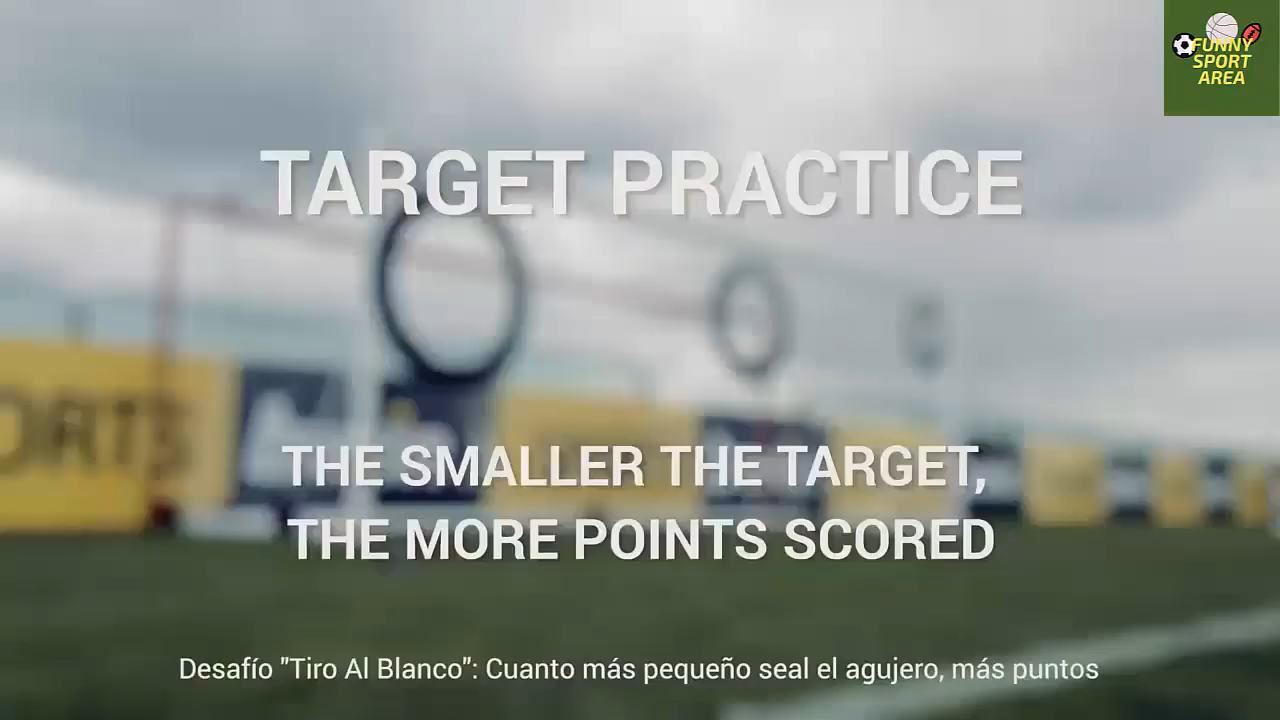 FUNNY
SPORT
AREA
TARGET PRACTICE
ORTS
THE SMALLER THE TARGET,
THE MORE POINTS SCORED
Desafío "Tiro Al Blanco": Cuanto más pequeño seal el agujero, más puntos